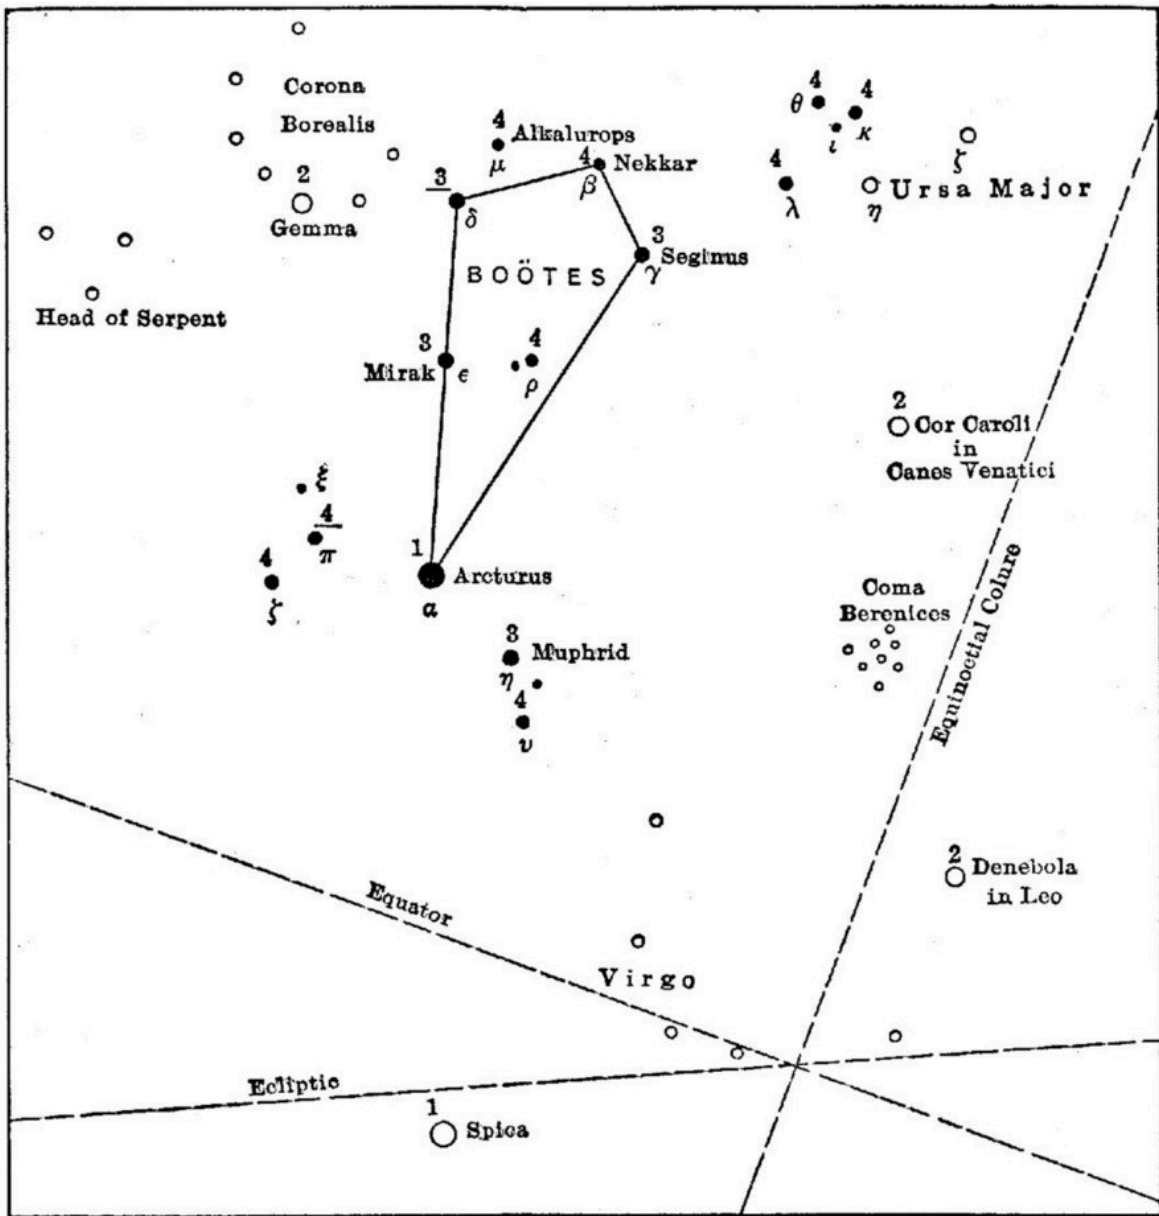 Corona
Borealis
2
Gemma
Head of Serpent
4
Alkalurops
μ
3
δ
4
Nekkar
β
3
Seginus
γ
BOÖTES
3
Mirak
ϵ
4
ρ
4
θ
4
κ
ι
4
λ
ζ
η
Ursa Major
2
Cor Caroli
in
Canes Venatici
ξ
4
π
4
ζ
1
Arcturus
α
3
Muphrid
η
4
υ
Coma
Berenices
Equinoctial Colure
2
Denebola
in Leo
Equator
Virgo
Ecliptic
1
Spica